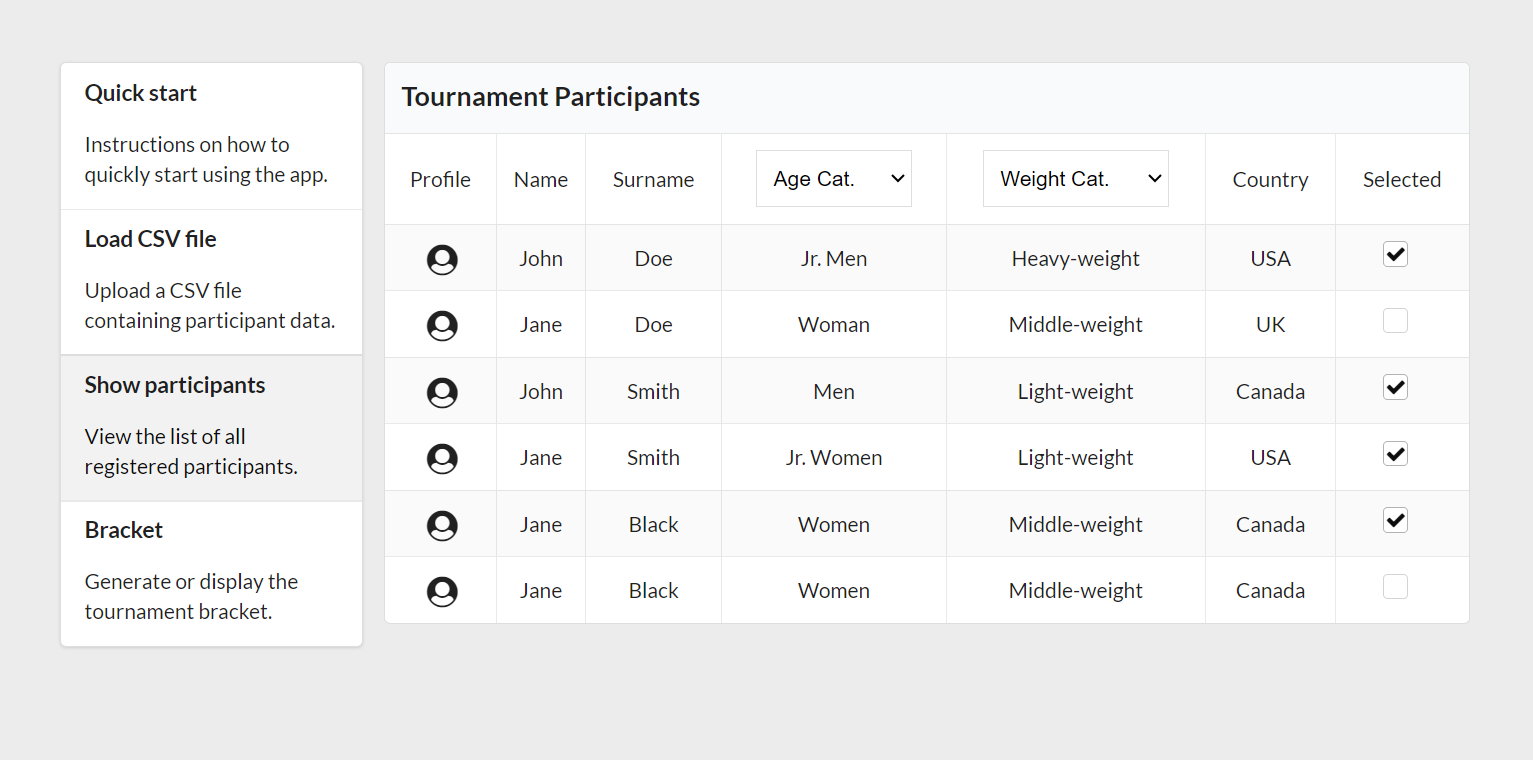 Quick start
Instructions on how to
quickly start using the app.
Load CSV file
Upload a CSV file
containing participant data.
Show participants
View the list of all
registered participants.
Bracket
Generate or display the
tournament bracket.
Tournament Participants
Profile Name Surname Age Cat. Weight Cat. Country Selected
John Doe Jr. Men Heavy-weight USA
Jane Doe Woman Middle-weight UK
John Smith Men Light-weight Canada
Jane Smith Jr. Women Light-weight USA
Jane Black Women Middle-weight Canada
Jane Black Women Middle-weight Canada